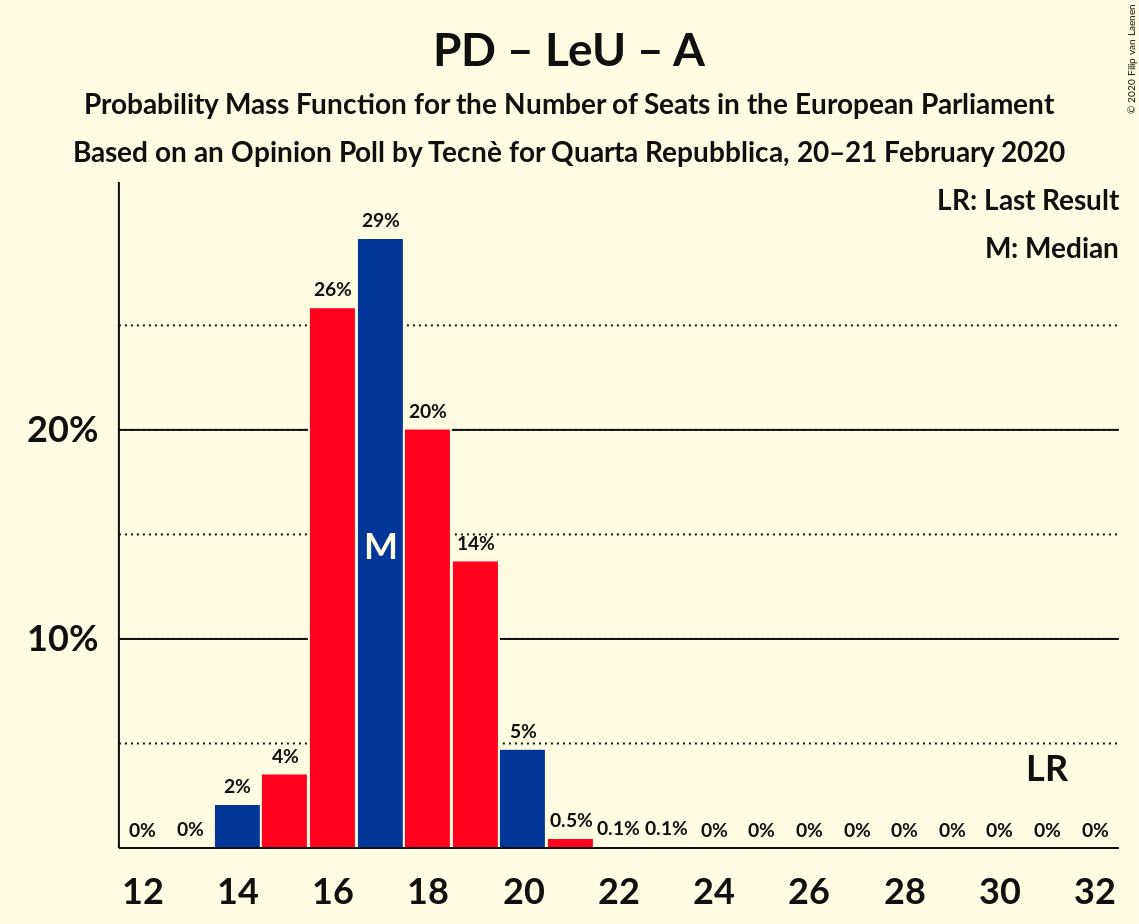 PD – LeU – A
Probability Mass Function for the Number of Seats in the European Parliament
Based on an Opinion Poll by Tecnè for Quarta Repubblica, 20–21 February 2020
© 2020 Filip van Laenen
LR: Last Result
M: Median
29%
26%
20%
20%
M
14%
10%
5%
4%
LR
2%
0% 0% 0.5% 0.1% 0.1% 0% 0% 0% 0% 0% 0% 0% 0% 0%
12 14 16 18 20 22 24 26 28 30 32